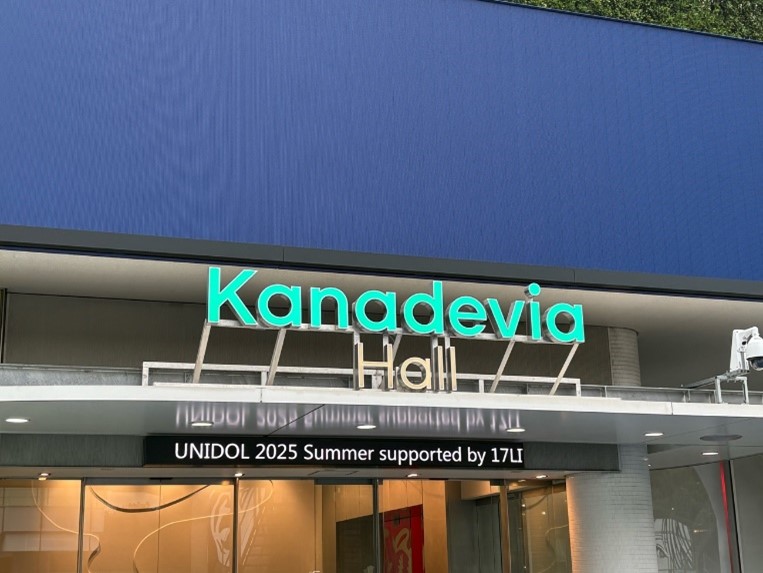 Kanadevia
Hall
UNIDOL 2025 Summer supported by 17LI